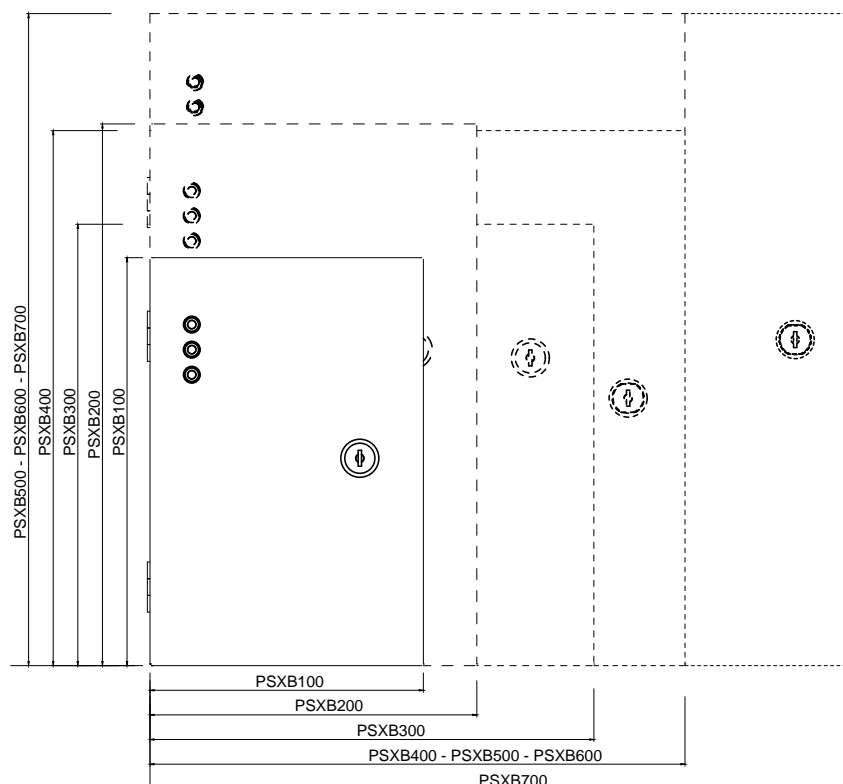 PSXB500 - PSXB600 - PSXB700
PSXB400
PSXB300
PSXB200
PSXB100
PSXB100
PSXB200
PSXB300
PSXB400 - PSXB500 - PSXB600
PSXB700